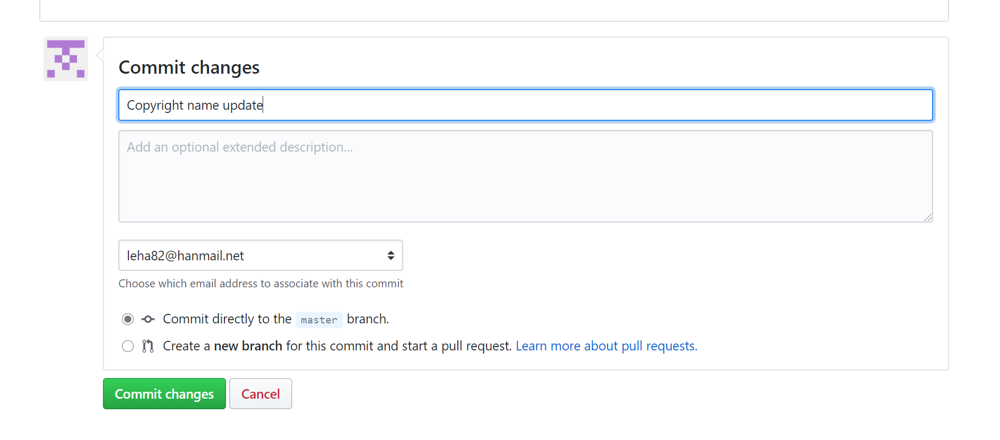 Commit changes
Copyright name update
Add an optional extended description...
leha82@hanmail.net
Choose which email address to associate with this commit
Commit directly to the master branch.
Create a new branch for this commit and start a pull request. Learn more about pull requests.
Commit changes Cancel